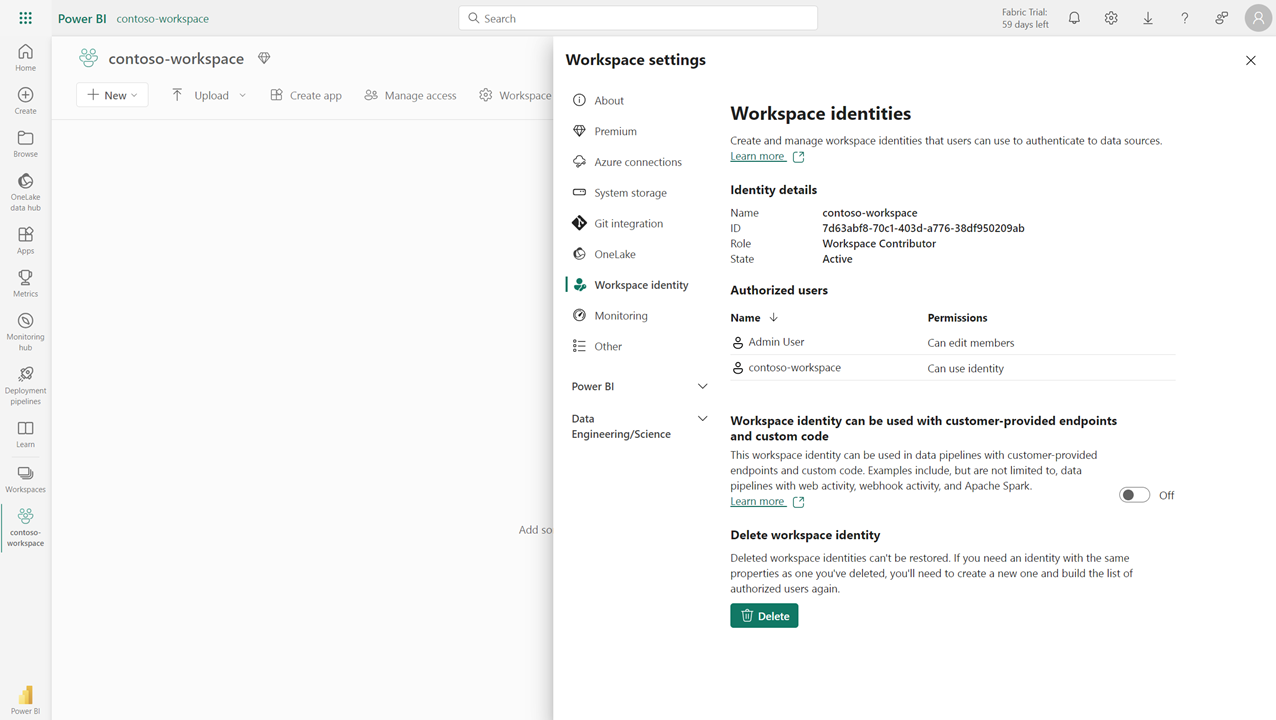 Power BI contoso-workspace
Search
Fabric Trial:
59 days left
Home
Create
Browse
OneLake
data hub
Apps
Metrics
Monitoring
hub
Deployment
pipelines
Learn
Workspaces
contoso-
workspace
Power BI
contoso-workspace
New
Upload
Create app
Manage access
Workspace
Add so
Workspace settings
About
Premium
Azure connections
System storage
Git integration
OneLake
Workspace identity
Monitoring
Other
Power BI
Data
Engineering/Science
Workspace identities
Create and manage workspace identities that users can use to authenticate to data sources.
Learn more
Identity details
Name contoso-workspace
ID 7d63abf8-70c1-403d-a776-38df950209ab
Role Workspace Contributor
State Active
Authorized users
Name Permissions
Admin User Can edit members
contoso-workspace Can use identity
Workspace identity can be used with customer-provided endpoints
and custom code
This workspace identity can be used in data pipelines with customer-provided
endpoints and custom code. Examples include, but are not limited to, data
pipelines with web activity, webhook activity, and Apache Spark.
Learn more
Off
Delete workspace identity
Deleted workspace identities can't be restored. If you need an identity with the same
properties as one you've deleted, you'll need to create a new one and build the list of
authorized users again.
Delete